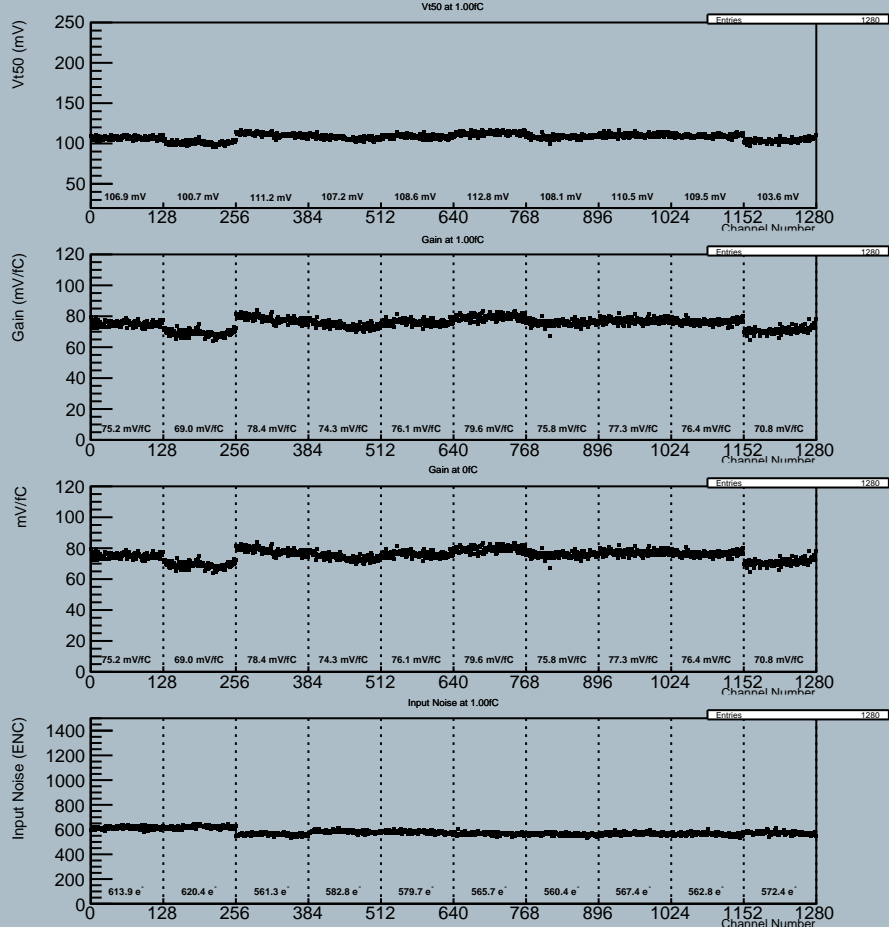 Vt50 at 1.00fC
Entries 1280
Vt50 (mV)
250
200
150
100
50
106.9 mV 100.7 mV 111.2 mV 107.2 mV 108.6 mV 112.8 mV 108.1 mV 110.5 mV 109.5 mV 103.6 mV
0 128 256 384 512 640 768 896 1024 1152 1280
Channel Number
Gain at 1.00fC
Entries 1280
Gain (mV/fC)
120
100
80
60
40
20
0
75.2 mV/fC 69.0 mV/fC 78.4 mV/fC 74.3 mV/fC 76.1 mV/fC 79.6 mV/fC 75.8 mV/fC 77.3 mV/fC 76.4 mV/fC 70.8 mV/fC
0 128 256 384 512 640 768 896 1024 1152 1280
Channel Number
Gain at 0fC
Entries 1280
mV/fC
120
100
80
60
40
20
0
75.2 mV/fC 69.0 mV/fC 78.4 mV/fC 74.3 mV/fC 76.1 mV/fC 79.6 mV/fC 75.8 mV/fC 77.3 mV/fC 76.4 mV/fC 70.8 mV/fC
0 128 256 384 512 640 768 896 1024 1152 1280
Channel Number
Input Noise at 1.00fC
Entries 1280
Input Noise (ENC)
1400
1200
1000
800
600
400
200
0
613.9 e⁻ 620.4 e⁻ 561.3 e⁻ 582.8 e⁻ 579.7 e⁻ 565.7 e⁻ 560.4 e⁻ 567.4 e⁻ 562.8 e⁻ 572.4 e⁻
0 128 256 384 512 640 768 896 1024 1152 1280
Channel Number